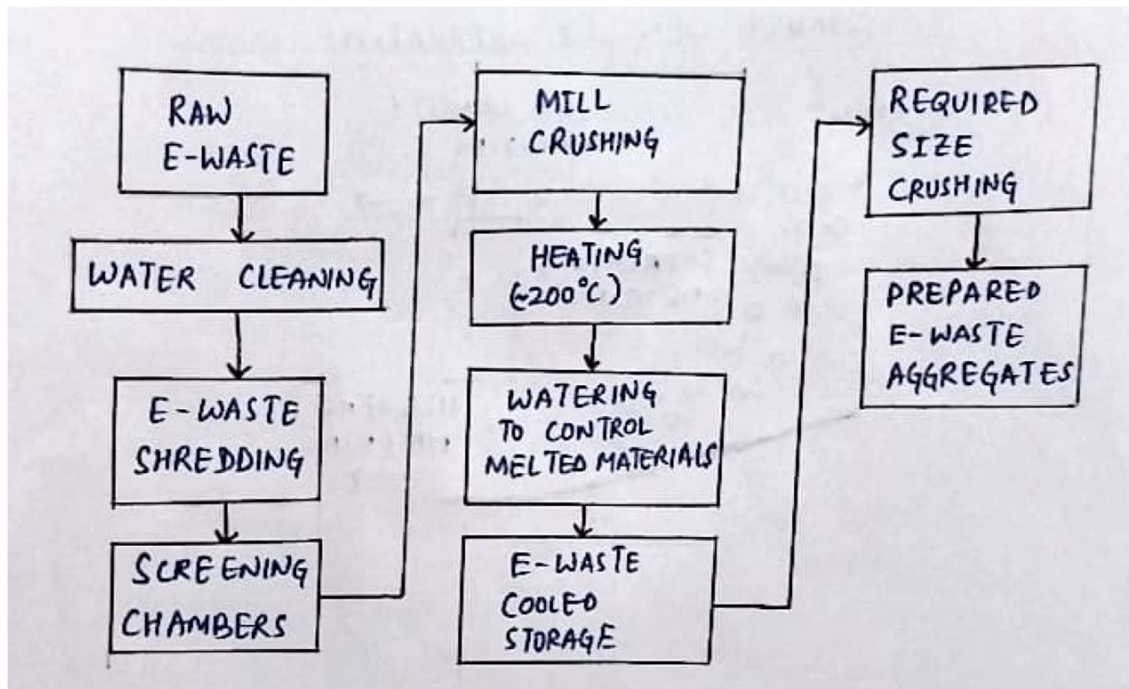 RAW
E-WASTE
WATER CLEANING
E-WASTE
SHREDDING
SCREENING
CHAMBERS
MILL
CRUSHING
HEATING
(~200°C)
WATERING
TO CONTROL
MELTED MATERIALS
E-WASTE
COOLED
STORAGE
REQUIRED
SIZE
CRUSHING
PREPARED
E-WASTE
AGGREGATES